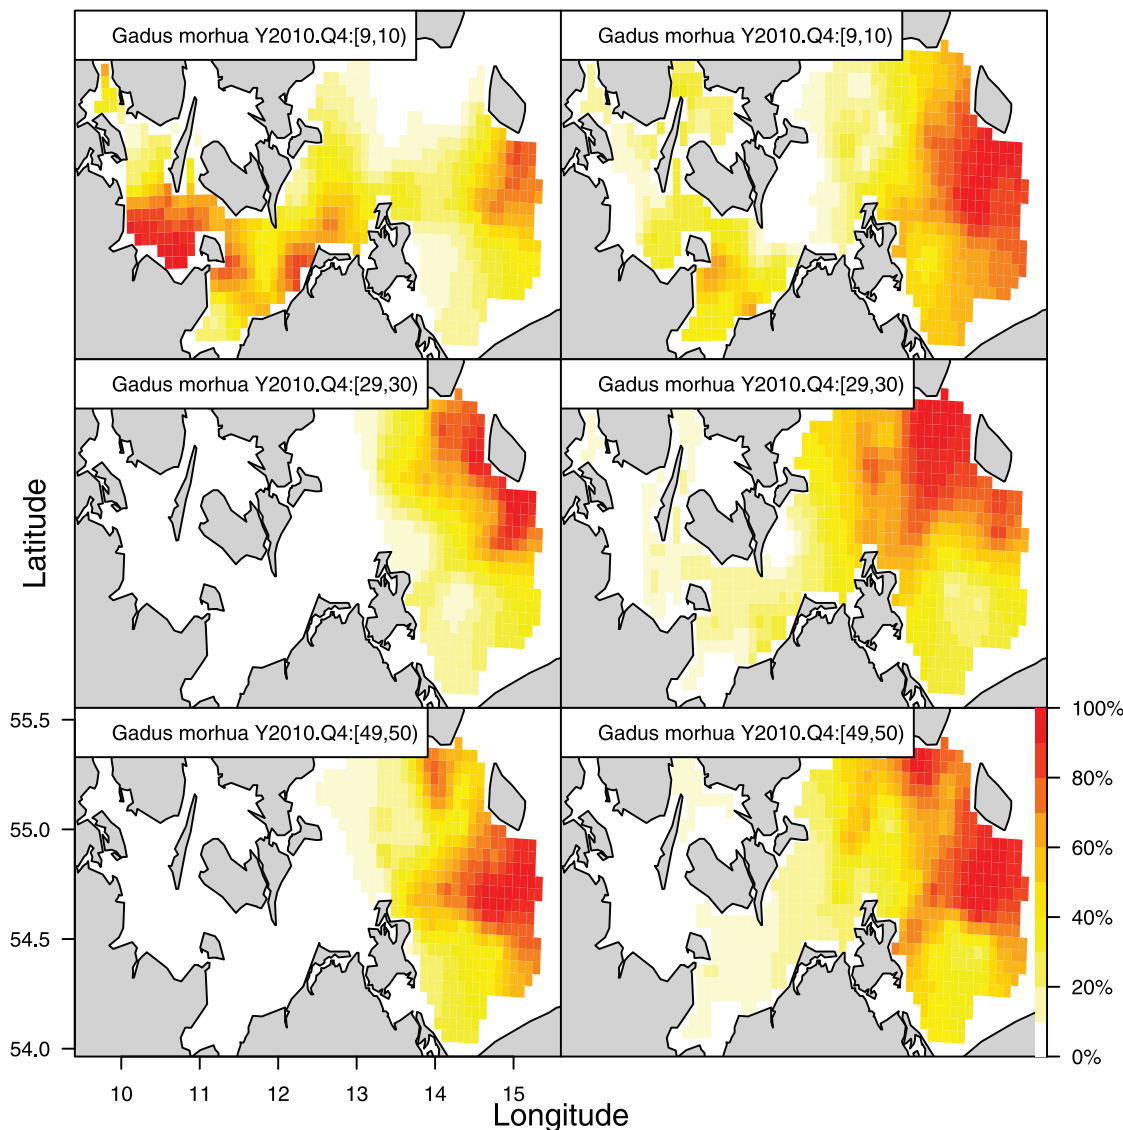 Gadus morhua Y2010.Q4:[9,10)
Gadus morhua Y2010.Q4:[9,10)
Gadus morhua Y2010.Q4:[29,30)
Gadus morhua Y2010.Q4:[29,30)
Latitude
Gadus morhua Y2010.Q4:[49,50)
Gadus morhua Y2010.Q4:[49,50)
55.5
55.0
54.5
54.0
100%
80%
60%
40%
20%
0%
10 11 12 13 14 15
Longitude